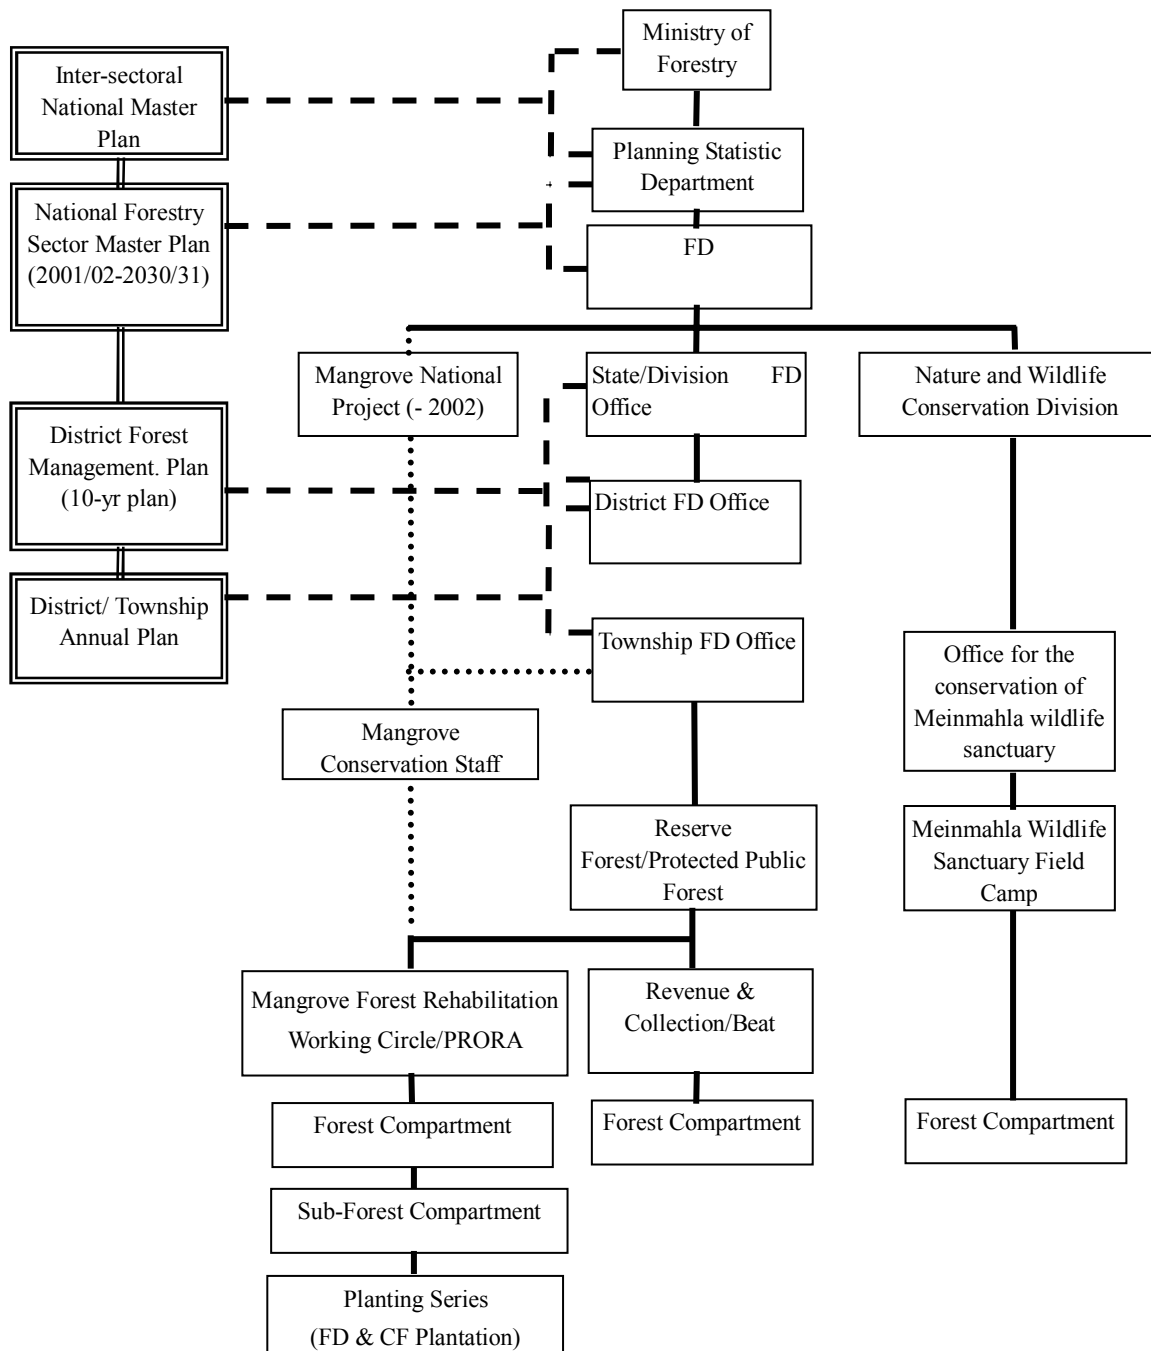 Ministry of
Forestry
Inter-sectoral
National Master
Plan
Planning Statistic
Department
National Forestry
Sector Master Plan
(2001/02-2030/31)
FD
Mangrove National
Project (- 2002)
State/Division FD
Office
Nature and Wildlife
Conservation Division
District Forest
Management. Plan
(10-yr plan)
District FD Office
District/ Township
Annual Plan
Township FD Office
Office for the
conservation of
Meinmahla wildlife
sanctuary
Mangrove
Conservation Staff
Reserve
Forest/Protected Public
Forest
Meinmahla Wildlife
Sanctuary Field
Camp
Mangrove Forest Rehabilitation
Working Circle/PRORA
Revenue &
Collection/Beat
Forest Compartment
Forest Compartment
Forest Compartment
Sub-Forest Compartment
Planting Series
(FD & CF Plantation)